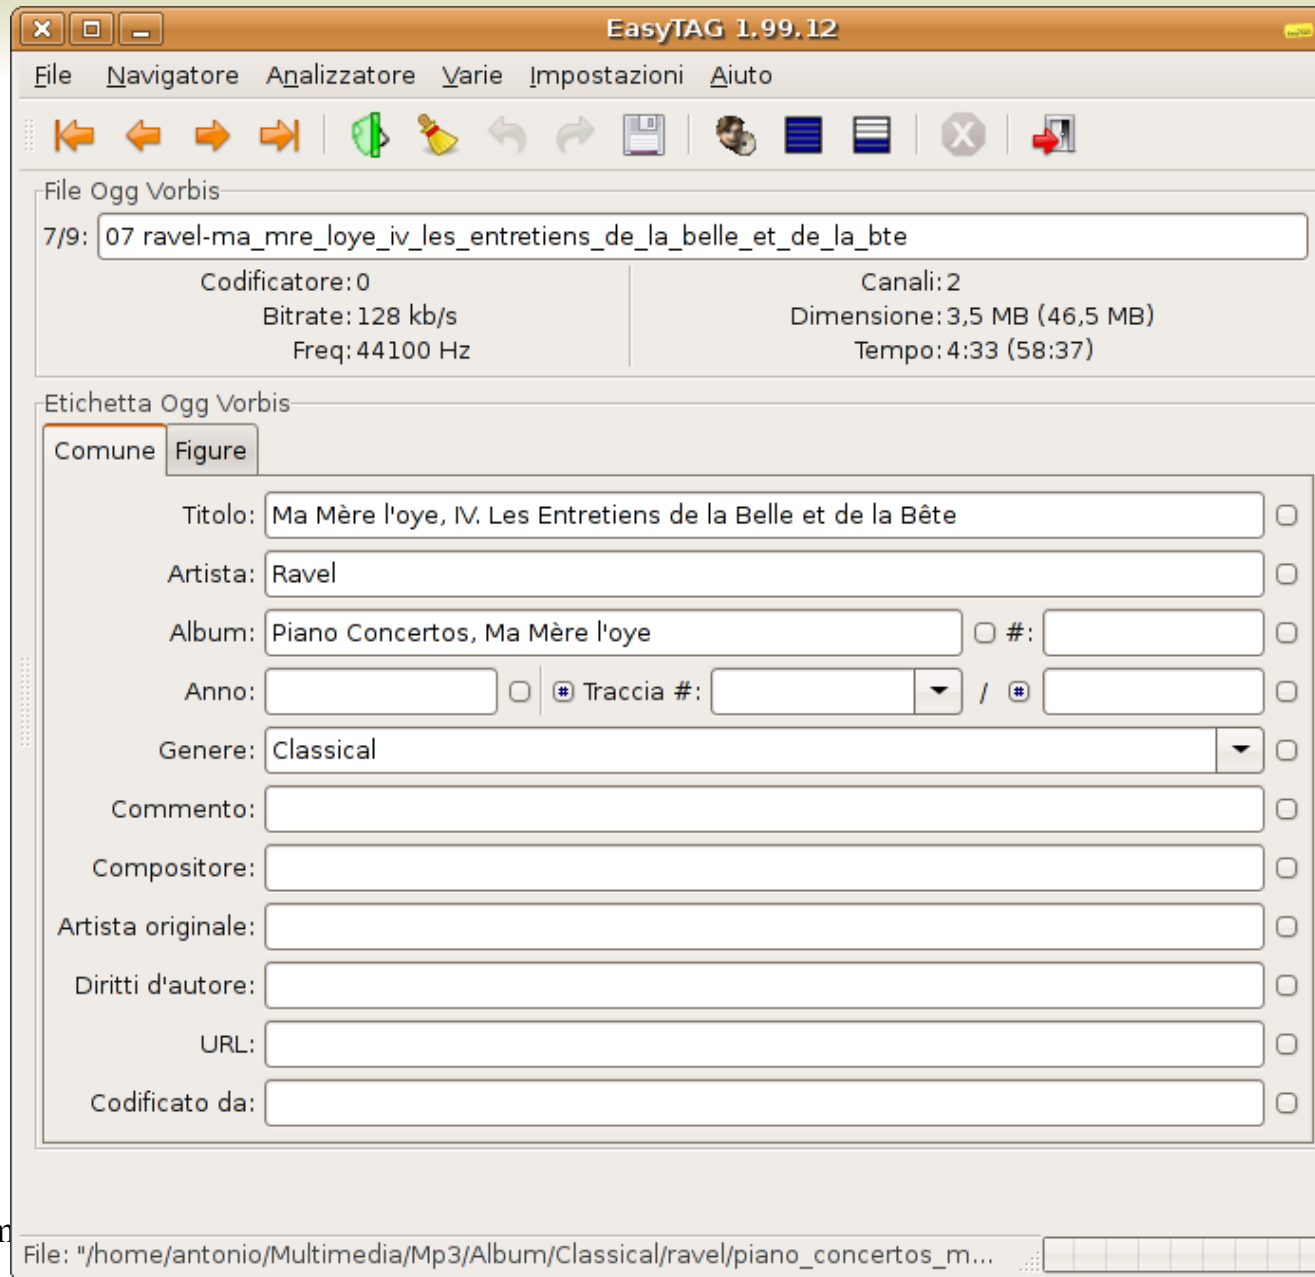 EasyTAG 1.99.12
File Navigatore Analizzatore Varie Impostazioni Aiuto
File Ogg Vorbis
7/9: 07 ravel-ma_mre_loye_iv_les_entretiens_de_la_belle_et_de_la_bte
Codificatore: 0 Canali: 2
Bitrate: 128 kb/s Dimensione: 3,5 MB (46,5 MB)
Freq: 44100 Hz Tempo: 4:33 (58:37)
Etichetta Ogg Vorbis
Comune Figure
Titolo: Ma Mère l'oye, IV. Les Entretiens de la Belle et de la Bête
Artista: Ravel
Album: Piano Concertos, Ma Mère l'oye #:
Anno: # Traccia #: / #
Genere: Classical
Commento:
Compositore:
Artista originale:
Diritti d'autore:
URL:
Codificato da:
File: "/home/antonio/Multimedia/Mp3/Album/Classical/ravel/piano_concertos_m...